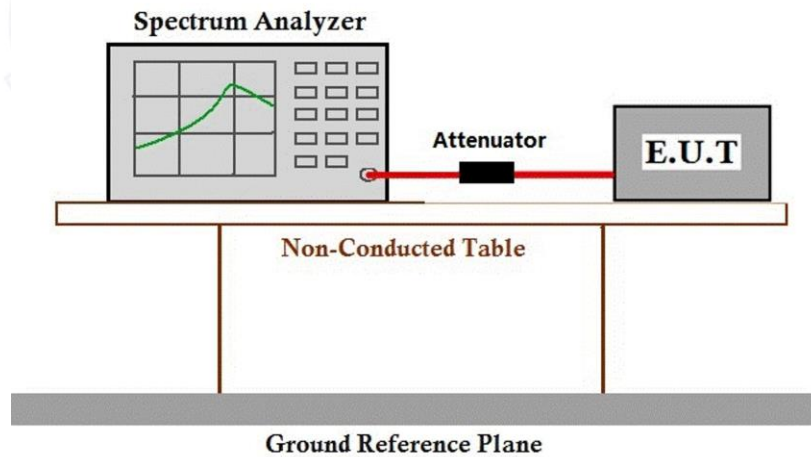 Spectrum Analyzer
Attenuator
E.U.T
Non-Conducted Table
Ground Reference Plane